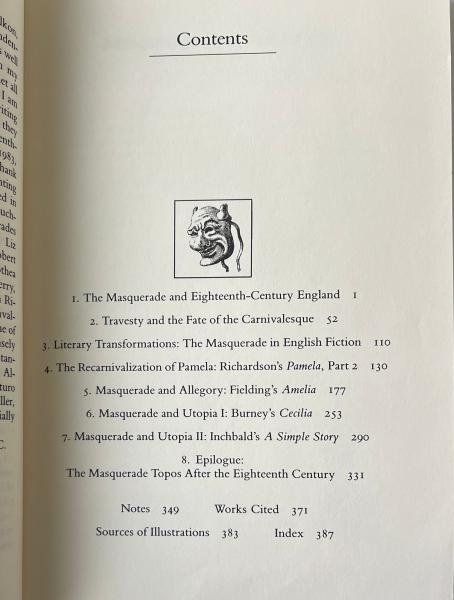 Contents
1. The Masquerade and Eighteenth-Century England 1
2. Travesty and the Fate of the Carnivalesque 52
3. Literary Transformations: The Masquerade in English Fiction 110
4. The Recarnivalization of Pamela: Richardson's Pamela, Part 2 130
5. Masquerade and Allegory: Fielding's Amelia 177
6. Masquerade and Utopia I: Burney's Cecilia 253
7. Masquerade and Utopia II: Inchbald's A Simple Story 290
8. Epilogue:
The Masquerade Topos After the Eighteenth Century 331
Notes 349 Works Cited 371
Sources of Illustrations 383 Index 387